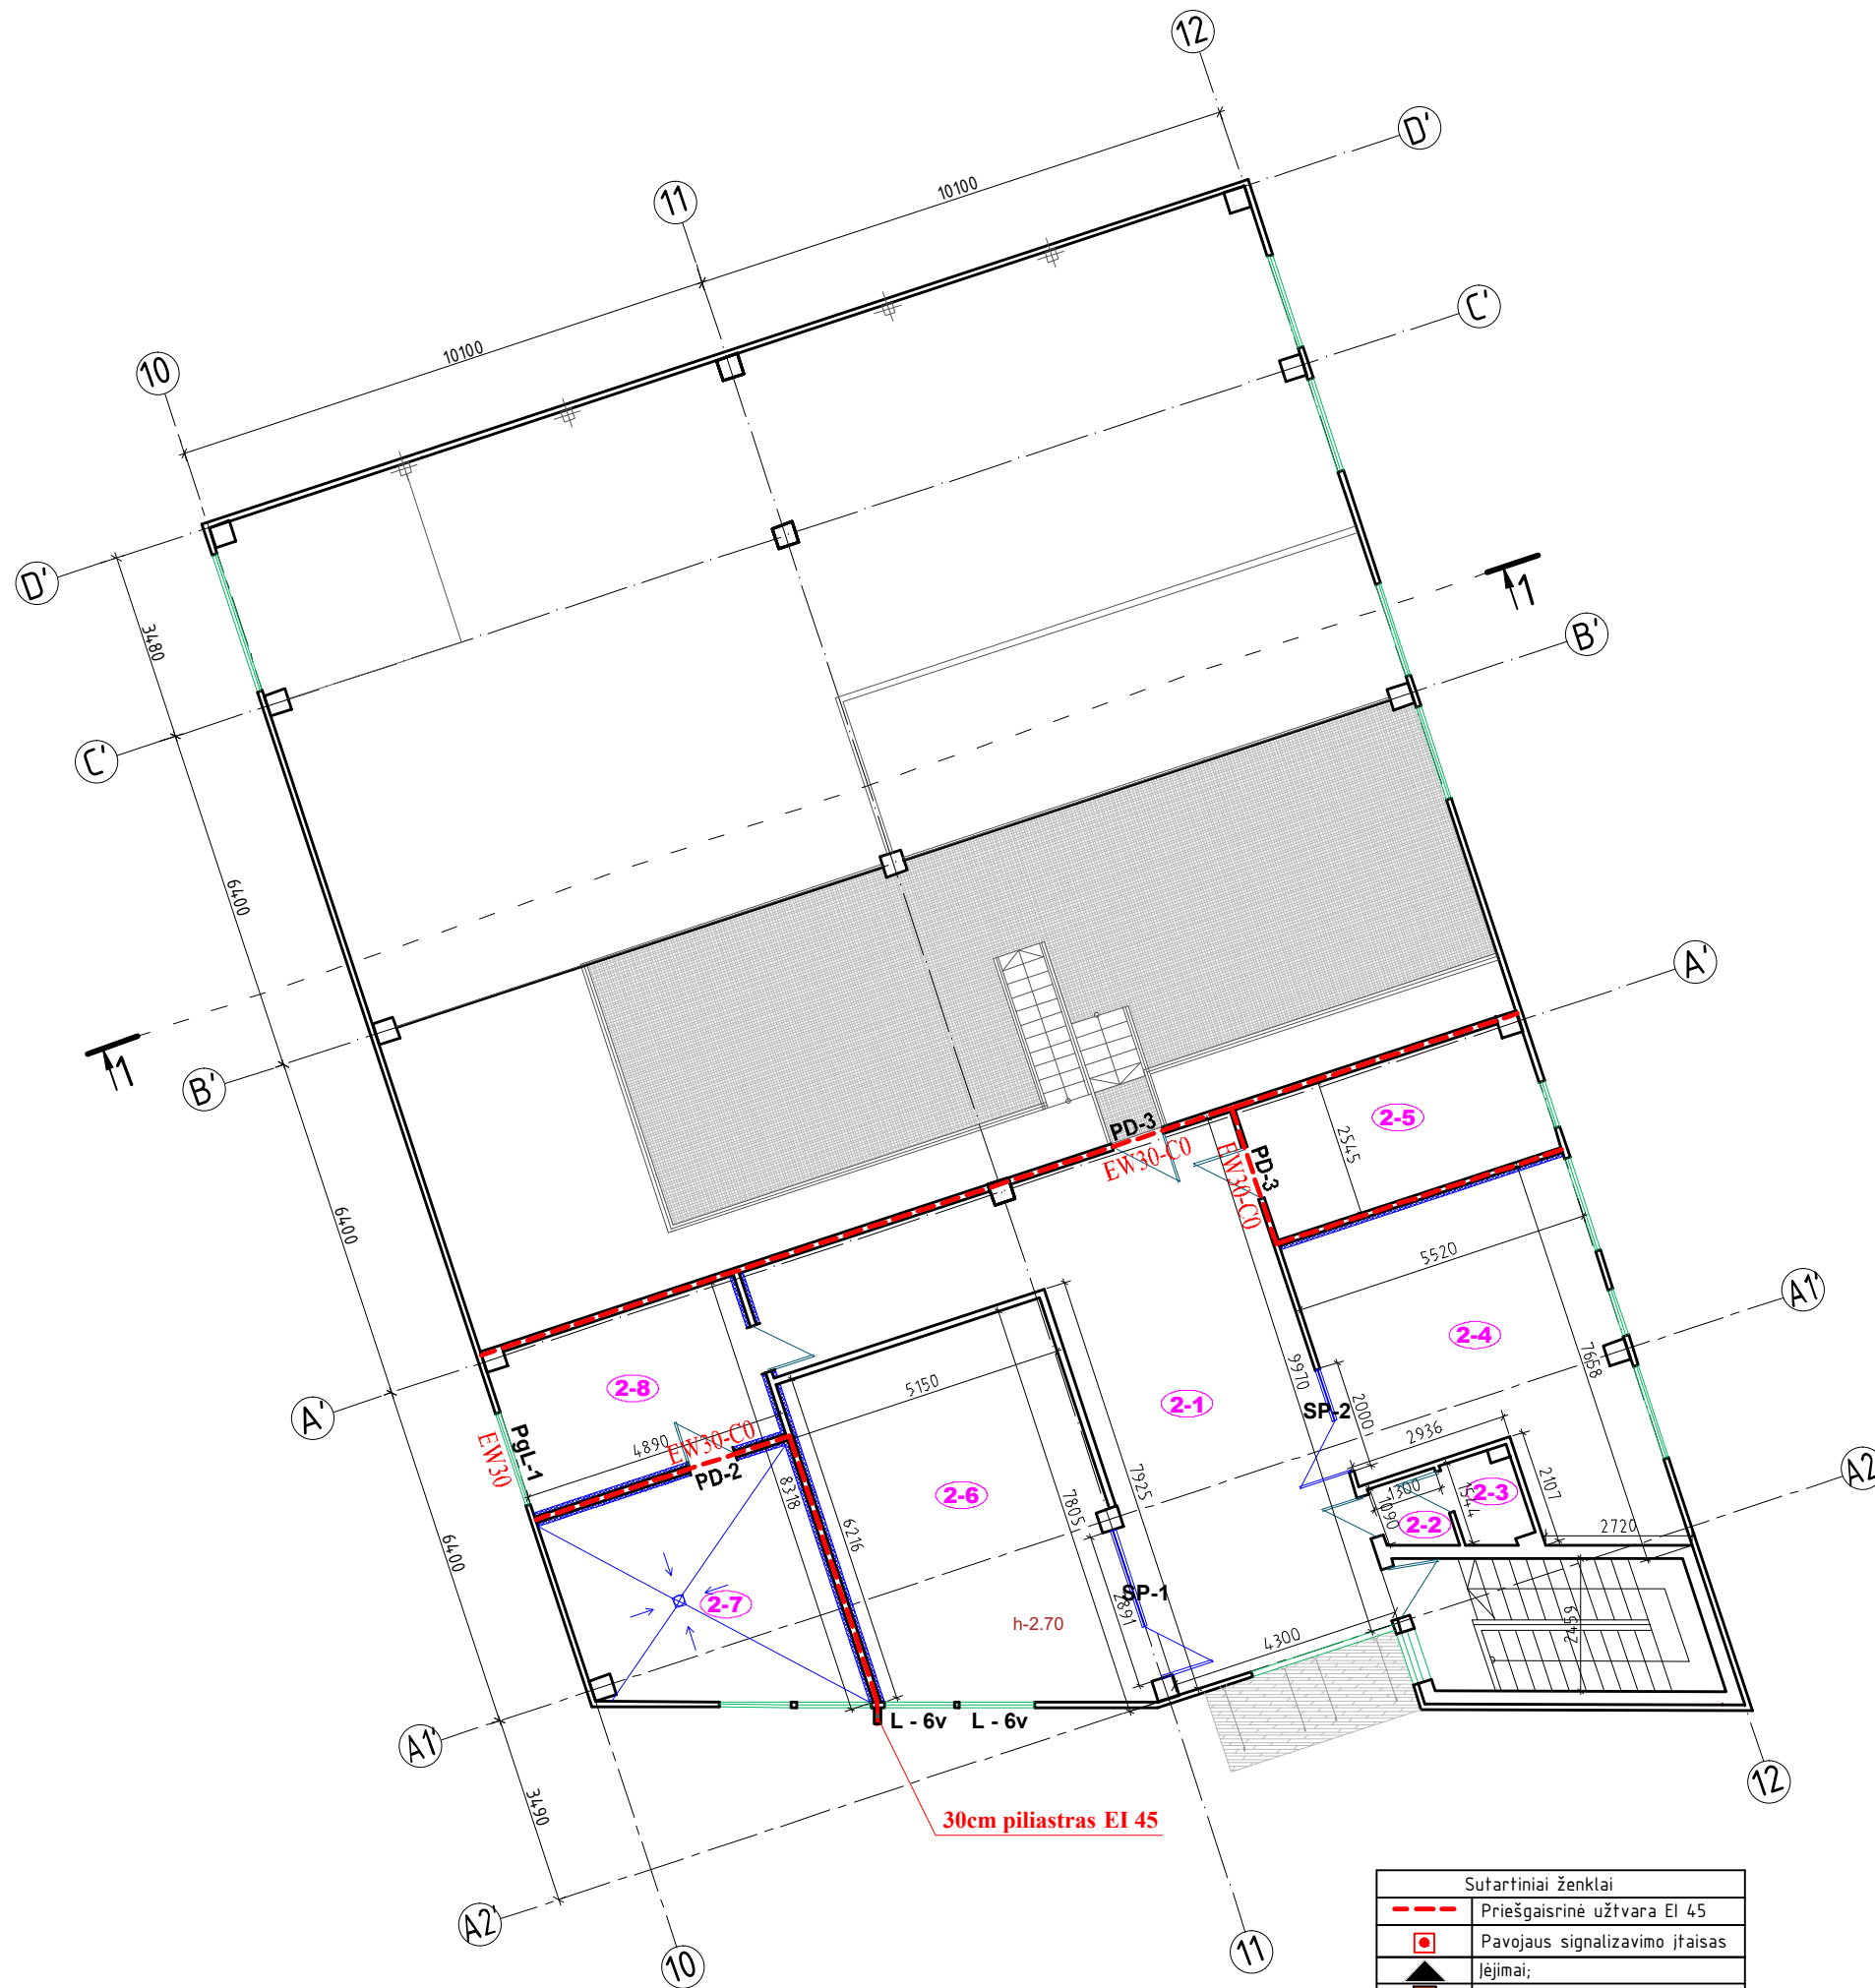 12
D'
11
10100
C'
10
10100
D'
3480
1
B'
C'
6400
1
B'
A'
PD-3
EW30-C0
PD-3
EW30-C0
2-5
2545
6400
5520
A1'
2-4
7658
9970
2-8
5150
2-1
SP-2
2000
A'
PgL-1
EW30
4890
EW30-C0
PD-2
8318
7925
7805
2936
2107
A2'
2-6
1300
2-3
1544
1090
2-2
2720
6216
6400
2-7
SP-1
2891
h-2.70
4300
2459
L - 6v
L - 6v
A1'
12
3490
30cm piliastras EI 45
A2'
10
11
Sutartiniai ženklai
Priešgaisrinė užtvara EI 45
Pavojaus signalizavimo įtaisas
Įėjimai;